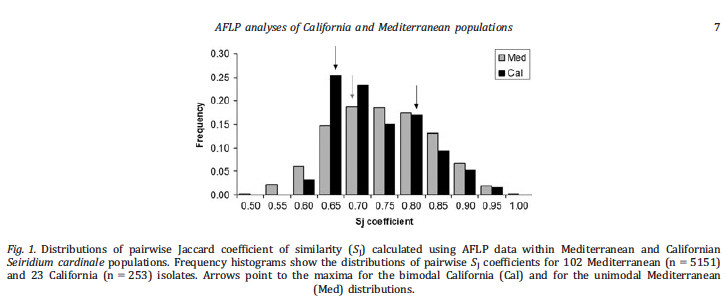 AFLP analyses of California and Mediterranean populations 7
0.30
0.25
0.20
0.15
0.10
0.05
0.00
Frequency
Med
Cal
0.50 0.55 0.60 0.65 0.70 0.75 0.80 0.85 0.90 0.95 1.00
Sj coefficient
Fig. 1. Distributions of pairwise Jaccard coefficient of similarity (SJ) calculated using AFLP data within Mediterranean and Californian
Seiridium cardinale populations. Frequency histograms show the distributions of pairwise SJ coefficients for 102 Mediterranean (n = 5151)
and 23 California (n = 253) isolates. Arrows point to the maxima for the bimodal California (Cal) and for the unimodal Mediterranean
(Med) distributions.